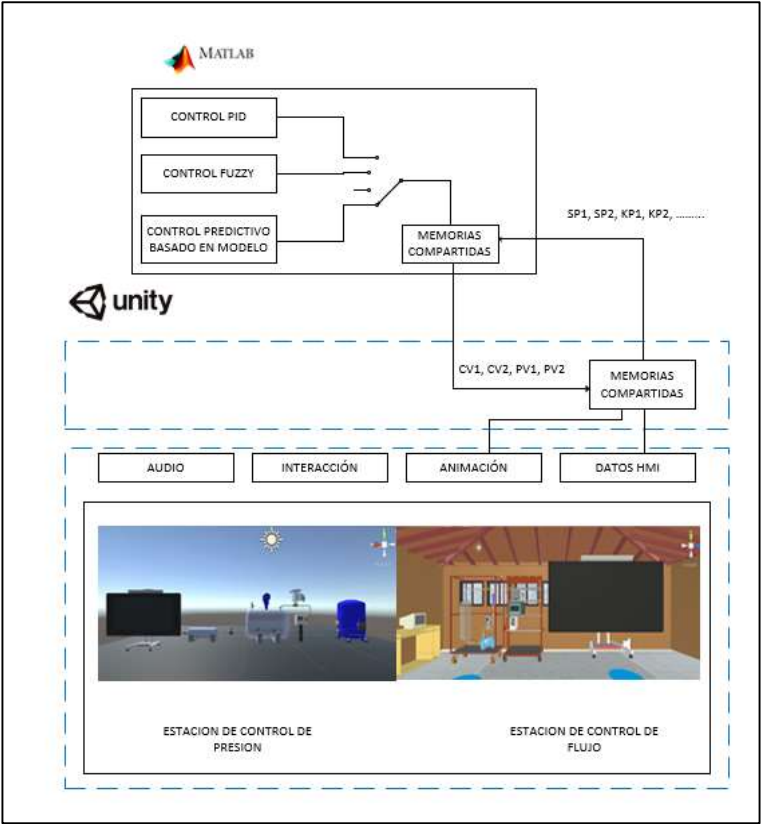 MATLAB
CONTROL PID
CONTROL FUZZY
CONTROL PREDICTIVO
BASADO EN MODELO
MEMORIAS
COMPARTIDAS
SP1, SP2, KP1, KP2, ………
unity
CV1, CV2, PV1, PV2
MEMORIAS
COMPARTIDAS
AUDIO
INTERACCIÓN
ANIMACIÓN
DATOS HMI
ESTACION DE CONTROL DE
PRESION
ESTACION DE CONTROL DE
FLUJO